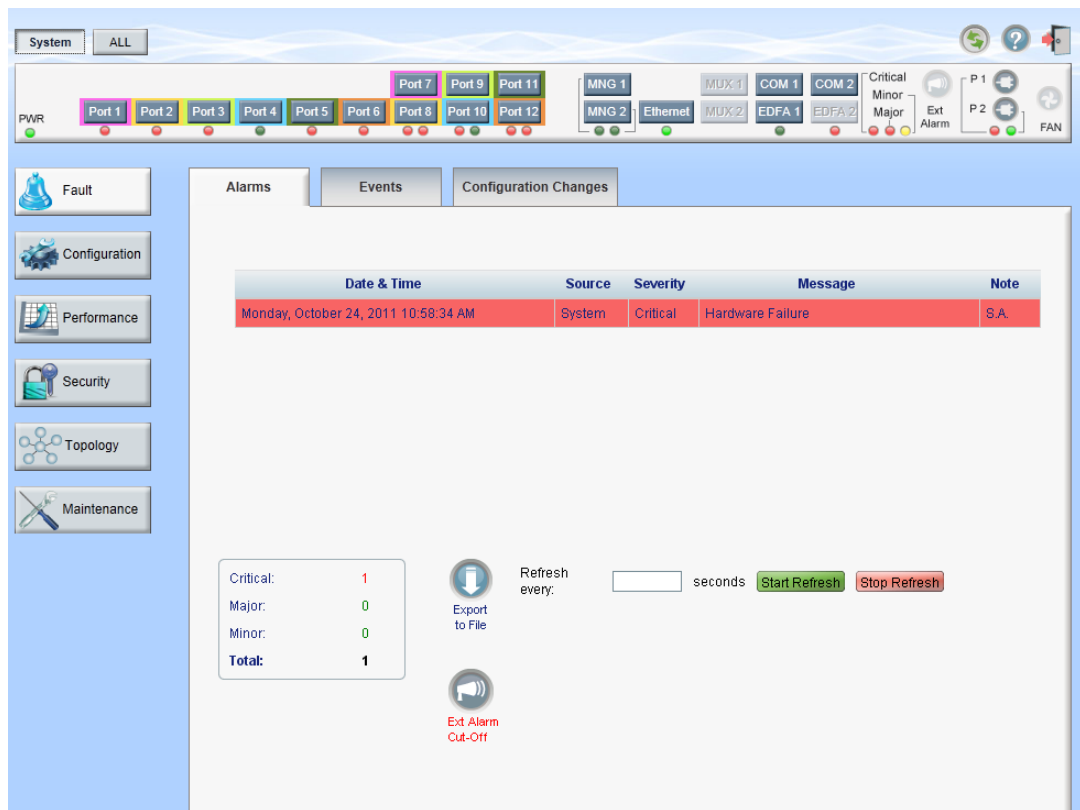 System ALL
Port 7 Port 9 Port 11 MNG 1 MUX 1 COM 1 COM 2 Critical P 1
Minor
PWR Port 1 Port 2 Port 3 Port 4 Port 5 Port 6 Port 8 Port 10 Port 12 MNG 2 Ethernet MUX 2 EDFA 1 EDFA 2 Major Ext Alarm P 2 FAN
Fault
Configuration
Performance
Security
Topology
Maintenance
Alarms Events Configuration Changes
Date & Time Source Severity Message Note
Monday, October 24, 2011 10:58:34 AM System Critical Hardware Failure S.A.
Critical: 1
Major: 0
Minor: 0
Total: 1
Export
to File
Ext Alarm
Cut-Off
Refresh
every: seconds Start Refresh Stop Refresh